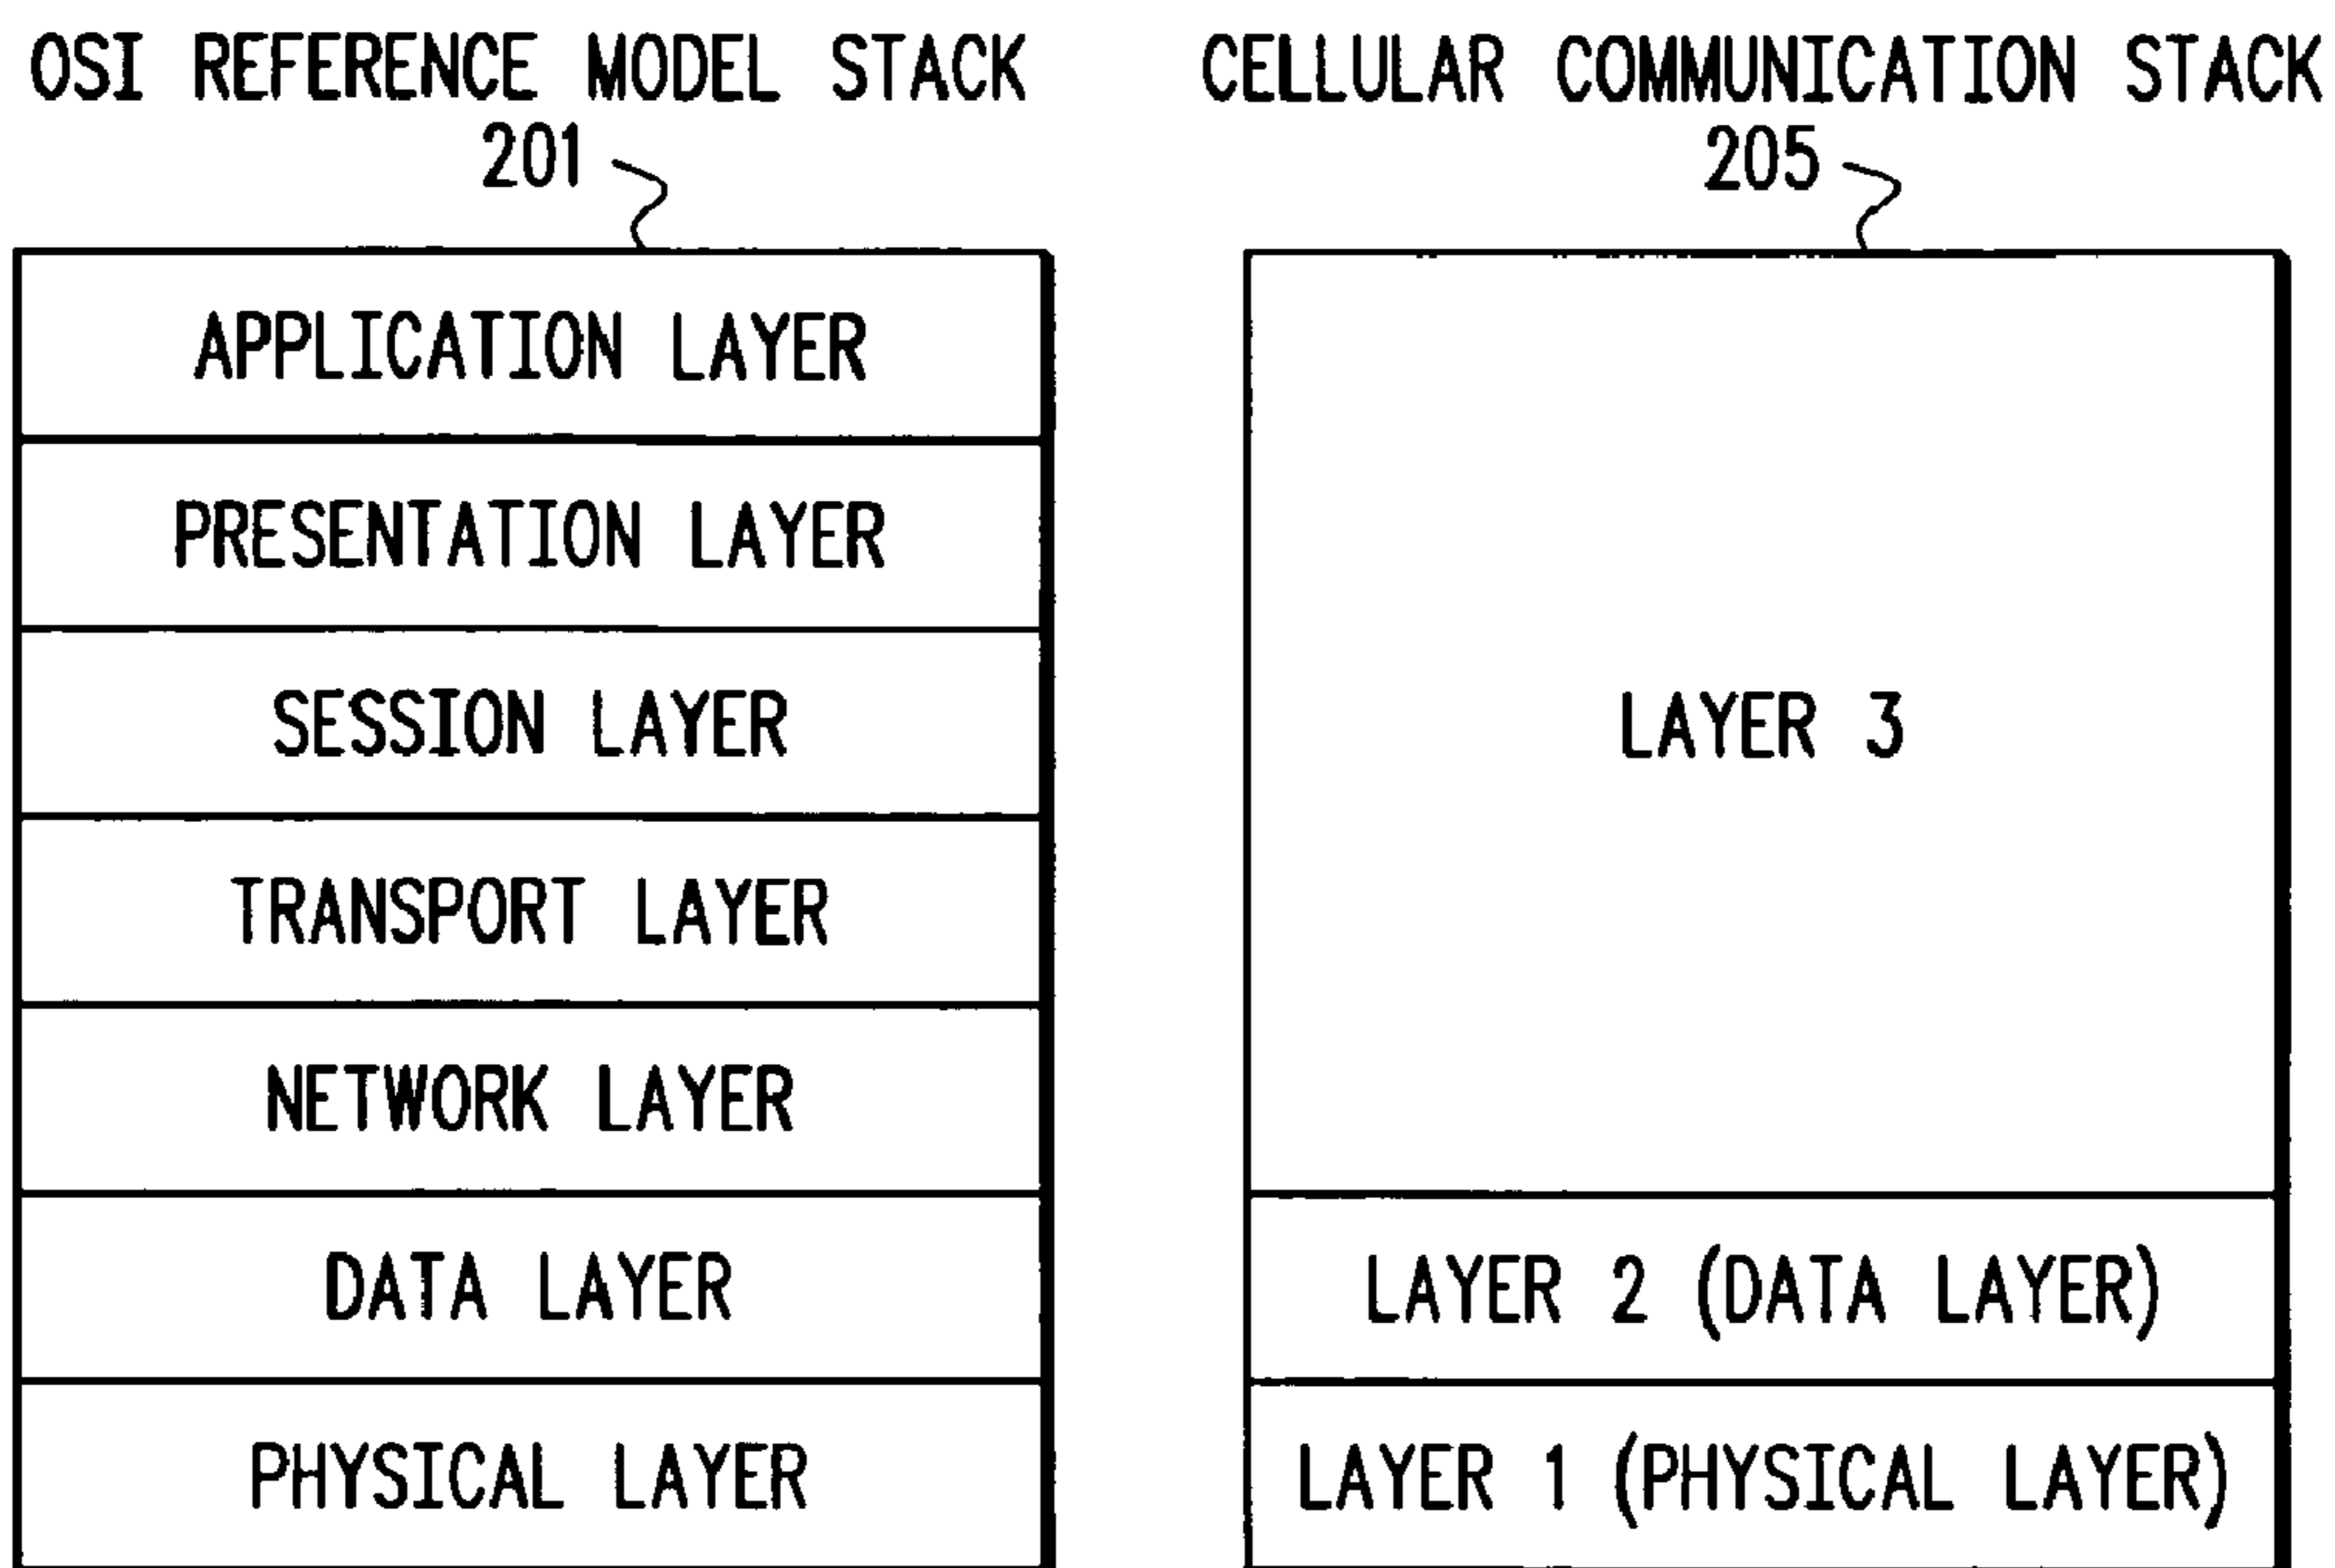 OSI REFERENCE MODEL STACK
201
APPLICATION LAYER
PRESENTATION LAYER
SESSION LAYER
TRANSPORT LAYER
NETWORK LAYER
DATA LAYER
PHYSICAL LAYER
CELLULAR COMMUNICATION STACK
205
LAYER 3
LAYER 2 (DATA LAYER)
LAYER 1 (PHYSICAL LAYER)